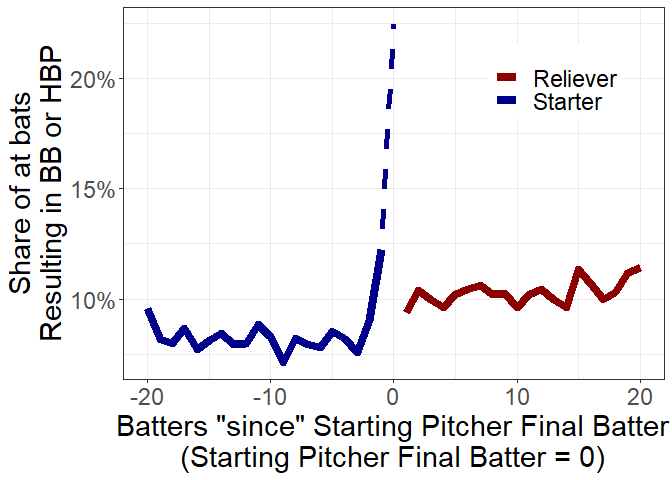 Share of at bats
Resulting in BB or HBP
20%
15%
10%
Reliever
Starter
-20
-10
0
10
20
Batters "since" Starting Pitcher Final Batter
(Starting Pitcher Final Batter = 0)